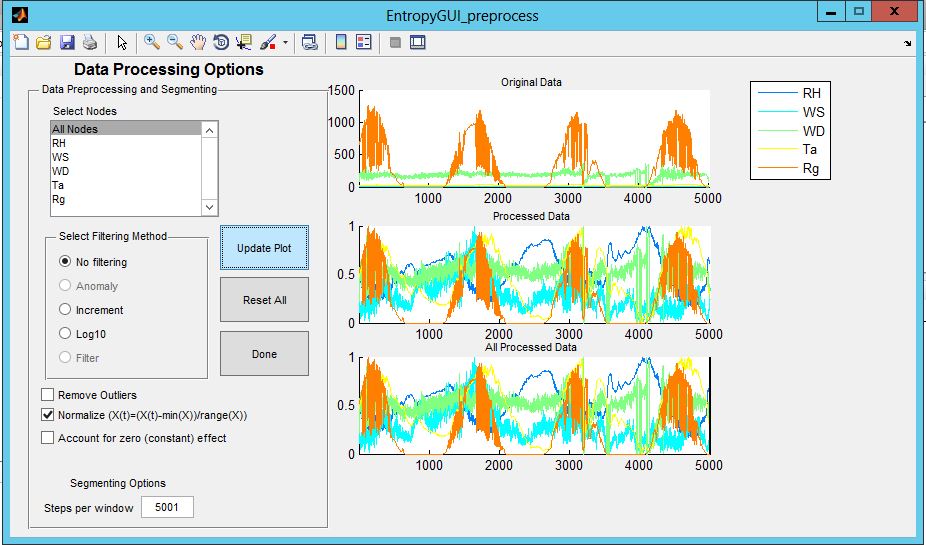 EntropyGUI_preprocess
Data Processing Options
Data Preprocessing and Segmenting
Select Nodes
All Nodes
RH
WS
WD
Ta
Rg
Select Filtering Method
No filtering
Anomaly
Increment
Log10
Filter
Update Plot
Reset All
Done
Remove Outliers
Normalize (X(t)=(X(t)-min(X))/range(X))
Account for zero (constant) effect
Segmenting Options
Steps per window 5001
Original Data
1500
1000
500
0
1000 2000 3000 4000 5000
Processed Data
1
0.5
0
1000 2000 3000 4000 5000
All Processed Data
1
0.5
0
1000 2000 3000 4000 5000
RH
WS
WD
Ta
Rg